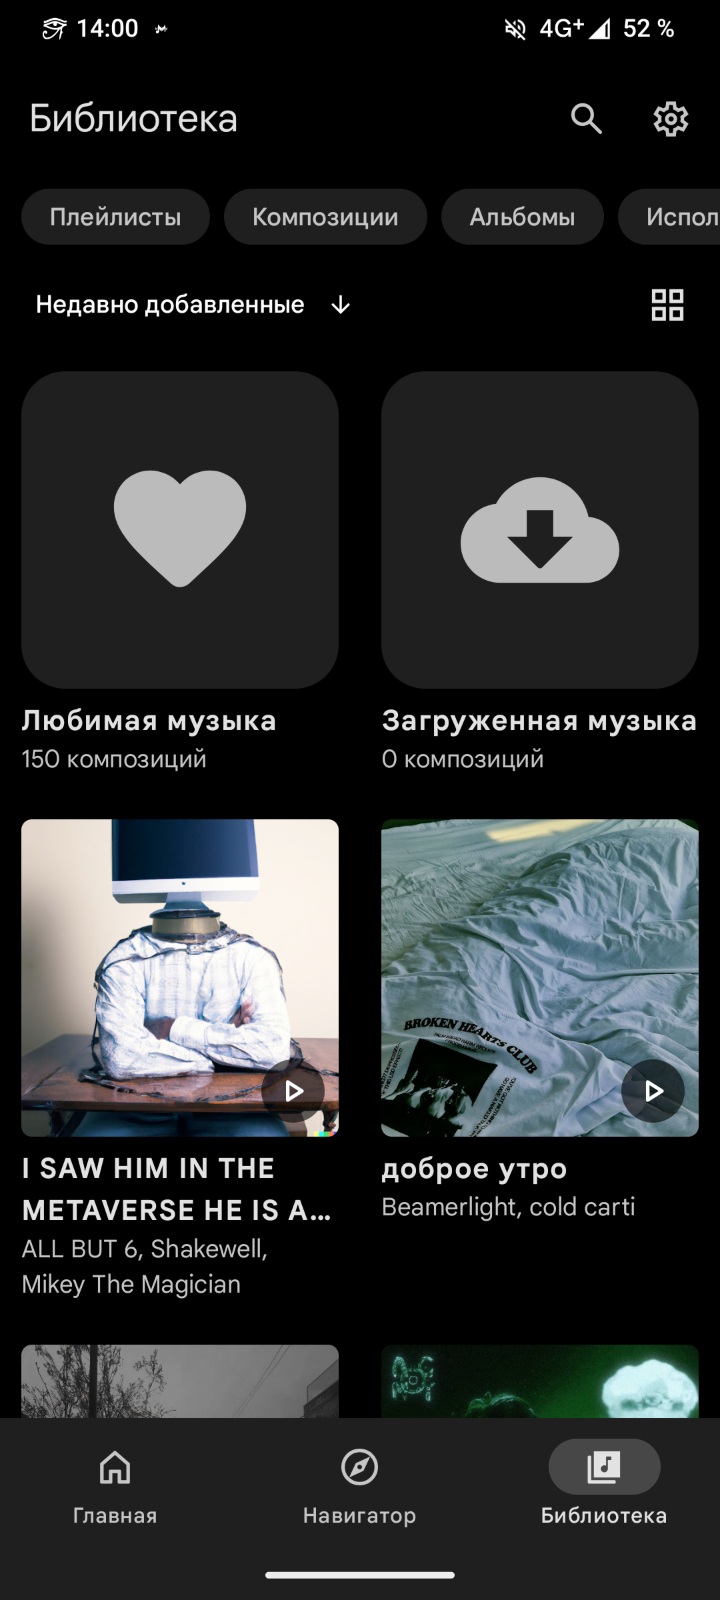 14:00
4G+ 52 %
Библиотека
Плейлисты Композиции Альбомы Испол
Недавно добавленные
Любимая музыка
150 композиций
Загруженная музыка
0 композиций
BROKEN HEARTS CLUB
I SAW HIM IN THE
METAVERSE HE IS A...
ALL BUT 6, Shakewell,
Mikey The Magician
доброе утро
Beamerlight, cold carti
Главная Навигатор Библиотека